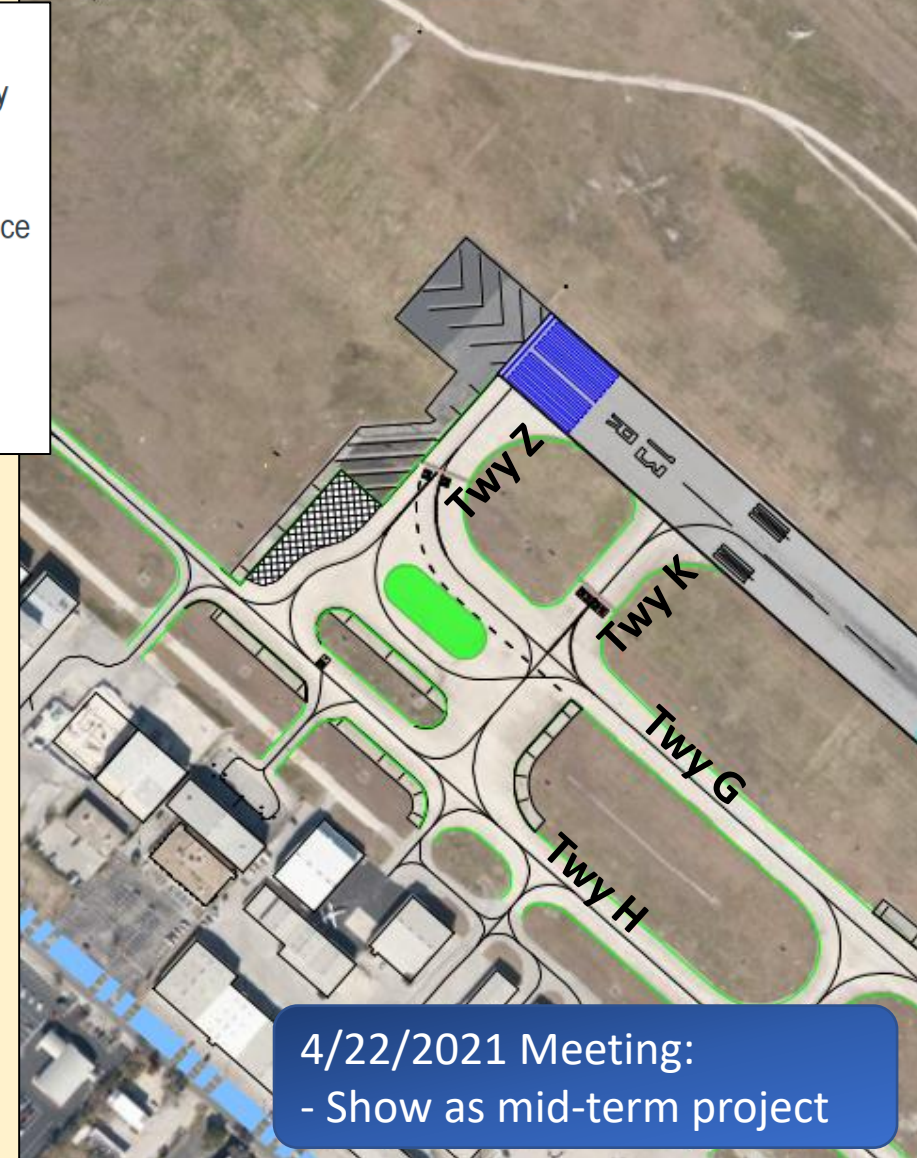 y
ce
Twy Z
Twy K
Twy G
Twy H
4/22/2021 Meeting:
- Show as mid-term project